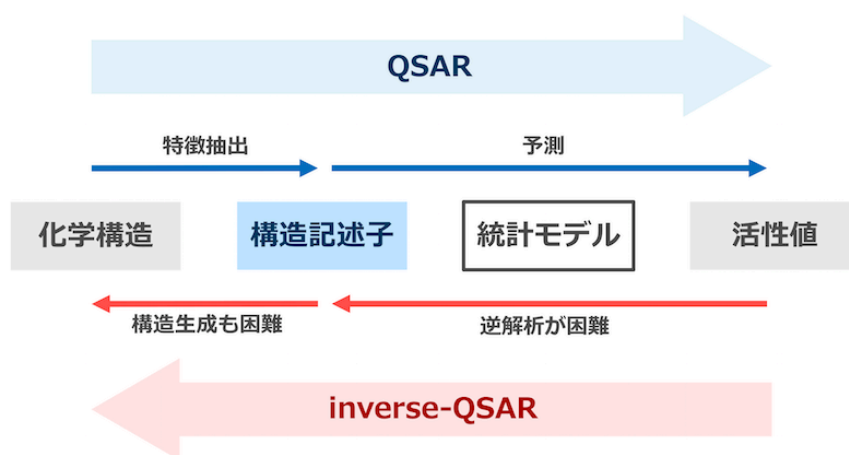 QSAR
特徴抽出
予測
化学構造
構造記述子
統計モデル
活性値
構造生成も困難
逆解析が困難
inverse-QSAR